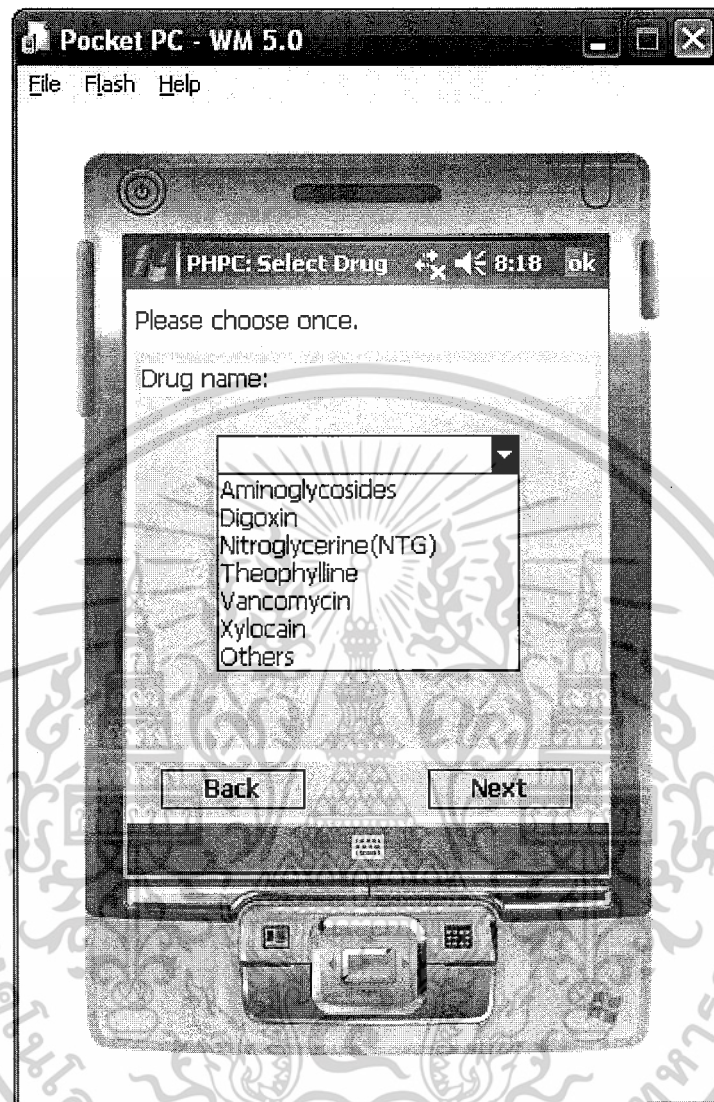 Pocket PC - WM 5.0
File Flash Help
PHPC: Select Drug 8:18 ok
Please choose once.
Drug name:
Aminoglycosides
Digoxin
Nitroglycerine(NTG)
Theophylline
Vancomycin
Xylocain
Others
Back Next